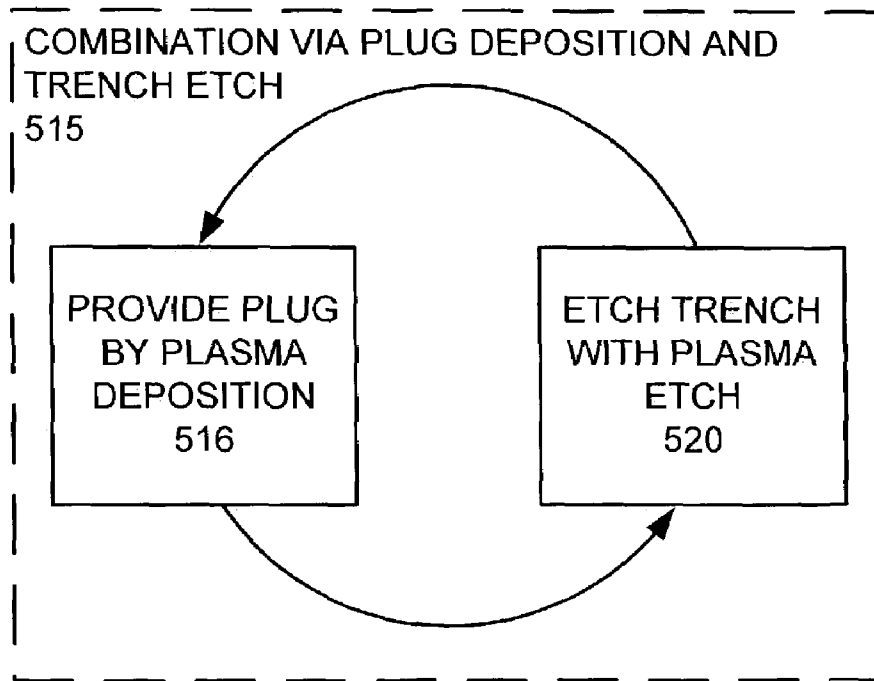 COMBINATION VIA PLUG DEPOSITION AND
TRENCH ETCH
515
PROVIDE PLUG
BY PLASMA
DEPOSITION
516
ETCH TRENCH
WITH PLASMA
ETCH
520